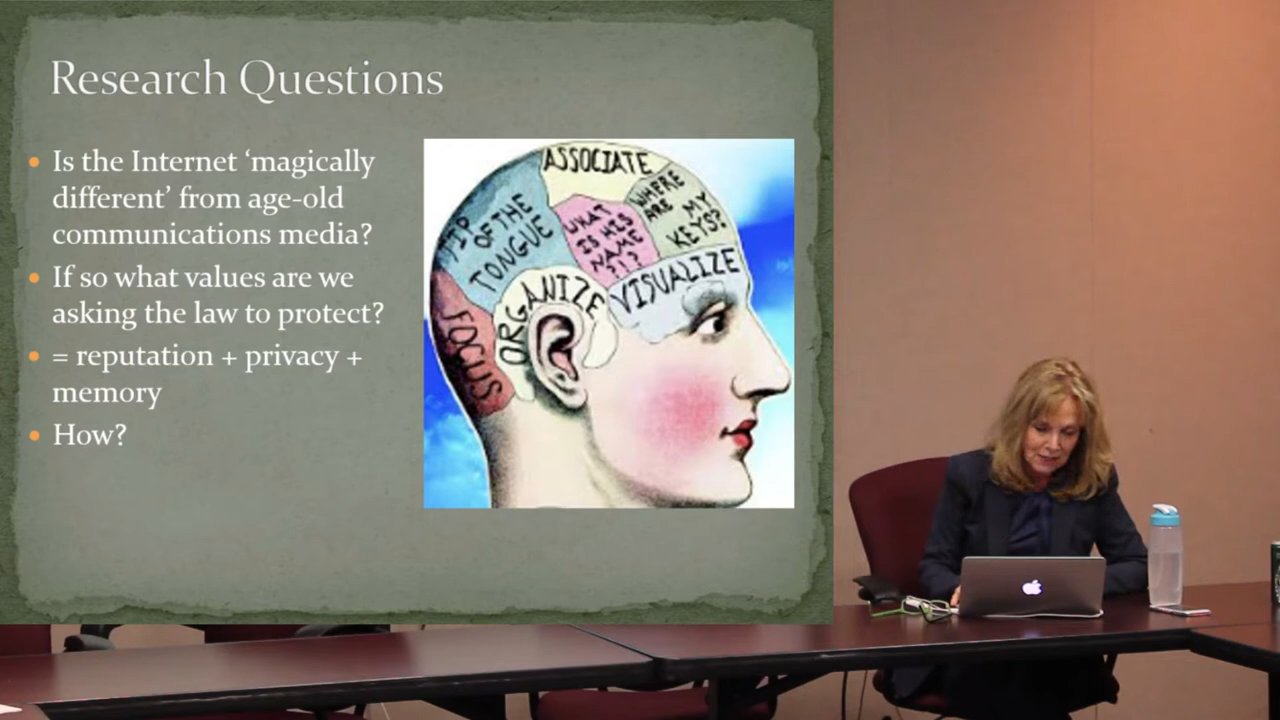 Research Questions
Is the Internet ‘magically
different’ from age-old
communications media?
If so what values are we
asking the law to protect?
= reputation + privacy +
memory
How?
ASSOCIATE
TIP
OF THE
TONGUE
WHAT
IS HIS
NAME
?!?
WHERE
ARE MY
KEYS?
VISUALIZE
ORGANIZE
FOCUS